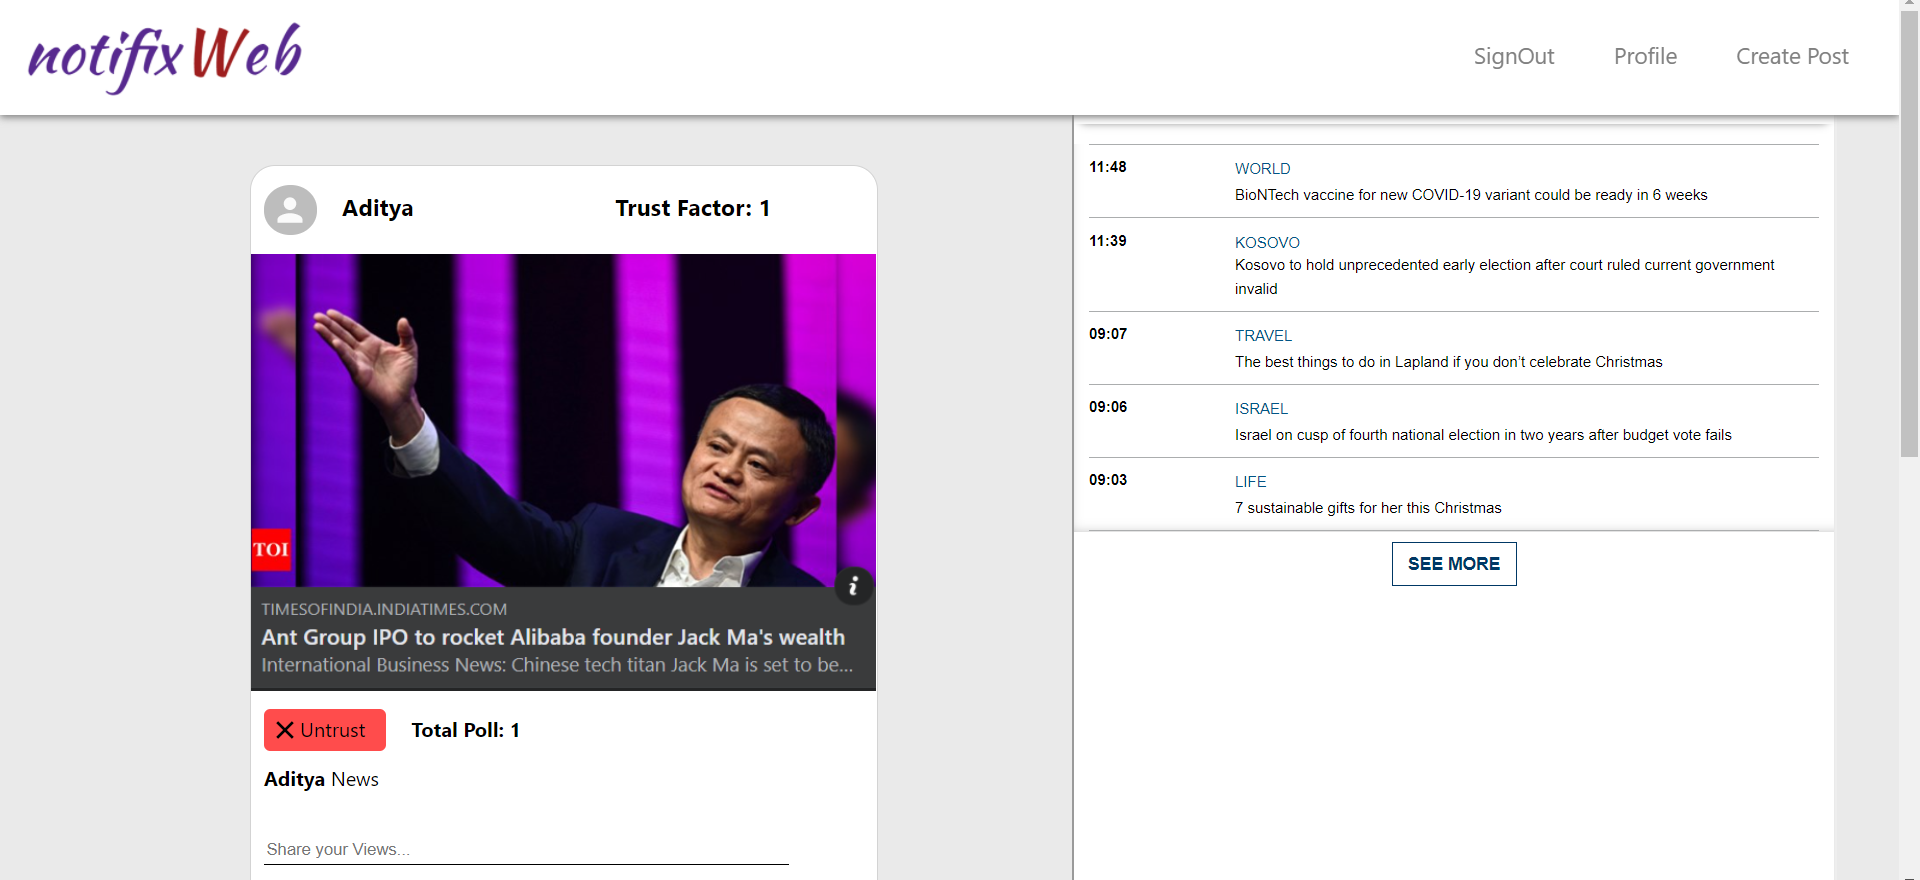 notifixWeb
SignOut
Profile
Create Post
Aditya
Trust Factor: 1
TOI
i
TIMESOFINDIA.INDIATIMES.COM
Ant Group IPO to rocket Alibaba founder Jack Ma's wealth
International Business News: Chinese tech titan Jack Ma is set to be...
Untrust
Total Poll: 1
Aditya News
Share your Views...
11:48
WORLD
BioNTech vaccine for new COVID-19 variant could be ready in 6 weeks
11:39
KOSOVO
Kosovo to hold unprecedented early election after court ruled current government
invalid
09:07
TRAVEL
The best things to do in Lapland if you don’t celebrate Christmas
09:06
ISRAEL
Israel on cusp of fourth national election in two years after budget vote fails
09:03
LIFE
7 sustainable gifts for her this Christmas
SEE MORE